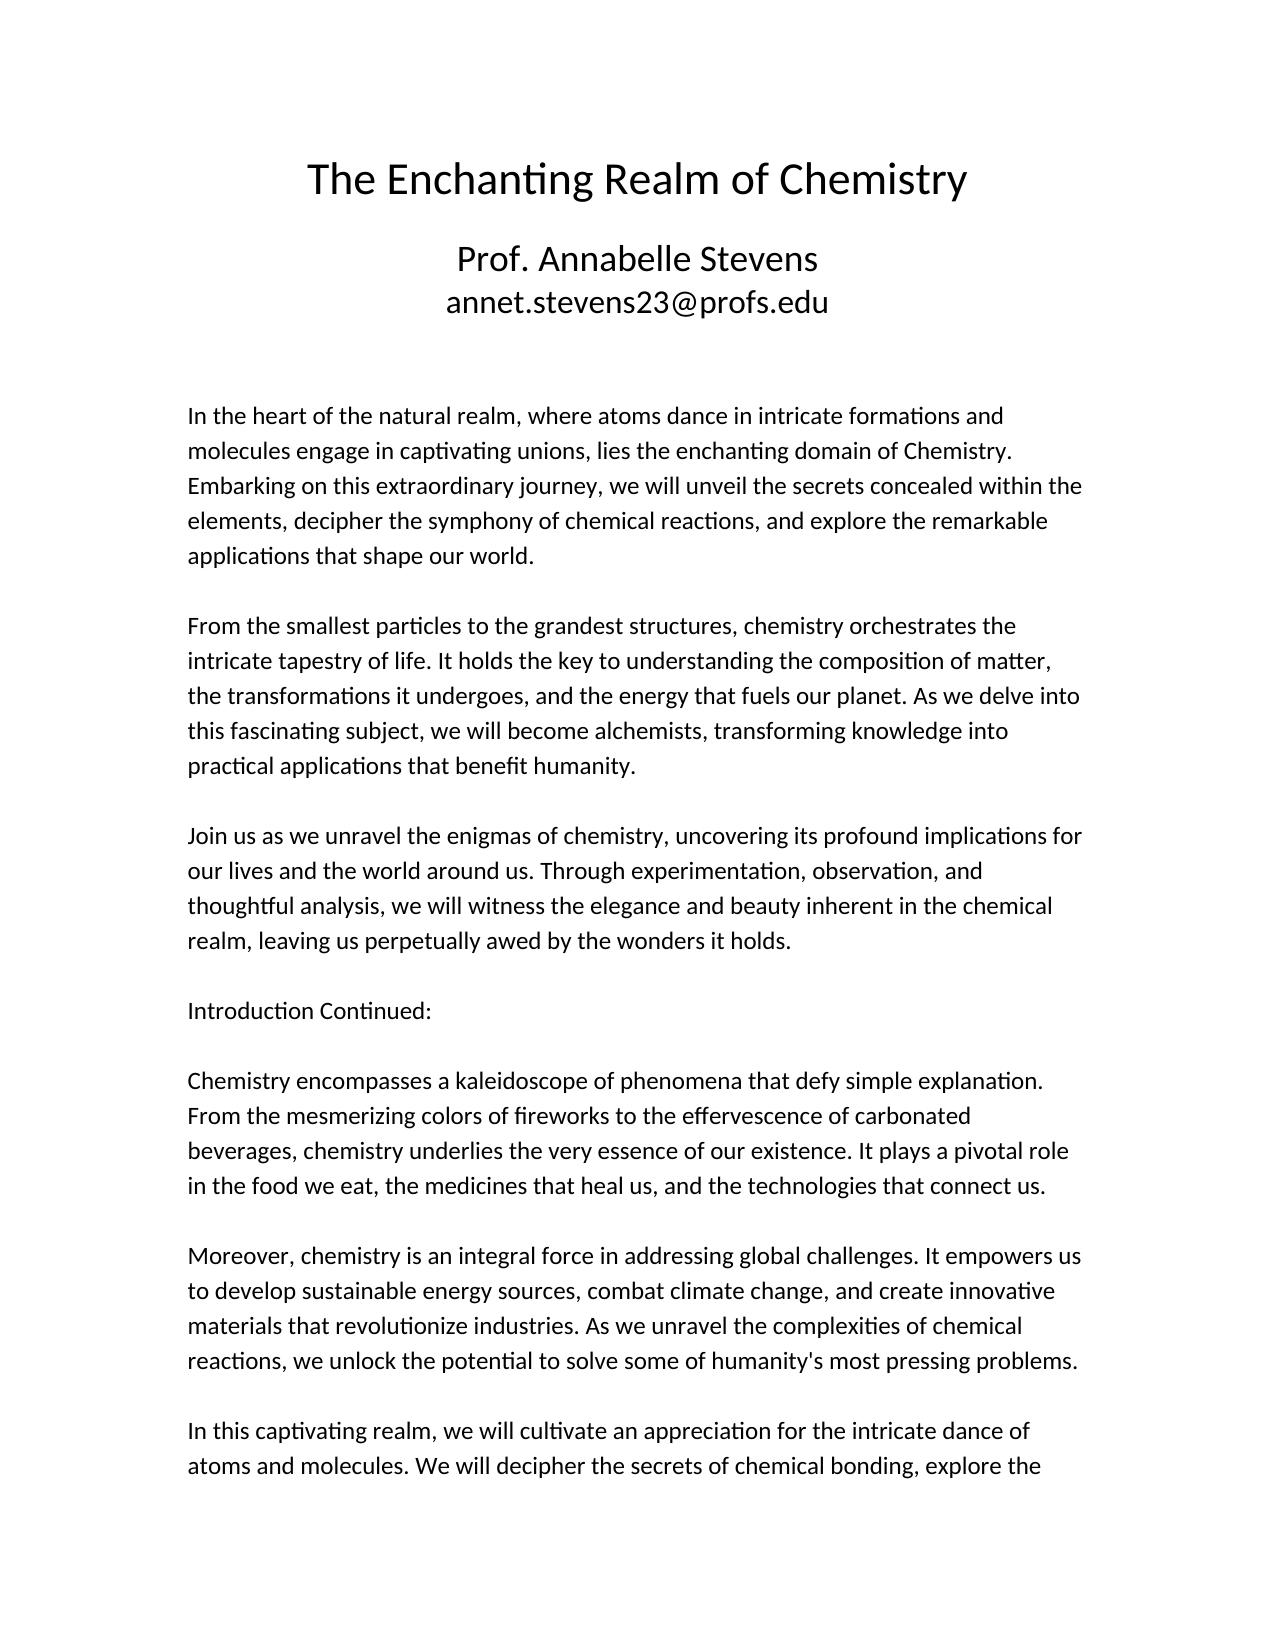 The Enchanting Realm of Chemistry
Prof. Annabelle Stevens
annet.stevens23@profs.edu
In the heart of the natural realm, where atoms dance in intricate formations and
molecules engage in captivating unions, lies the enchanting domain of Chemistry.
Embarking on this extraordinary journey, we will unveil the secrets concealed within the
elements, decipher the symphony of chemical reactions, and explore the remarkable
applications that shape our world.
From the smallest particles to the grandest structures, chemistry orchestrates the
intricate tapestry of life. It holds the key to understanding the composition of matter,
the transformations it undergoes, and the energy that fuels our planet. As we delve into
this fascinating subject, we will become alchemists, transforming knowledge into
practical applications that benefit humanity.
Join us as we unravel the enigmas of chemistry, uncovering its profound implications for
our lives and the world around us. Through experimentation, observation, and
thoughtful analysis, we will witness the elegance and beauty inherent in the chemical
realm, leaving us perpetually awed by the wonders it holds.
Introduction Continued:
Chemistry encompasses a kaleidoscope of phenomena that defy simple explanation.
From the mesmerizing colors of fireworks to the effervescence of carbonated
beverages, chemistry underlies the very essence of our existence. It plays a pivotal role
in the food we eat, the medicines that heal us, and the technologies that connect us.
Moreover, chemistry is an integral force in addressing global challenges. It empowers us
to develop sustainable energy sources, combat climate change, and create innovative
materials that revolutionize industries. As we unravel the complexities of chemical
reactions, we unlock the potential to solve some of humanity's most pressing problems.
In this captivating realm, we will cultivate an appreciation for the intricate dance of
atoms and molecules. We will decipher the secrets of chemical bonding, explore the